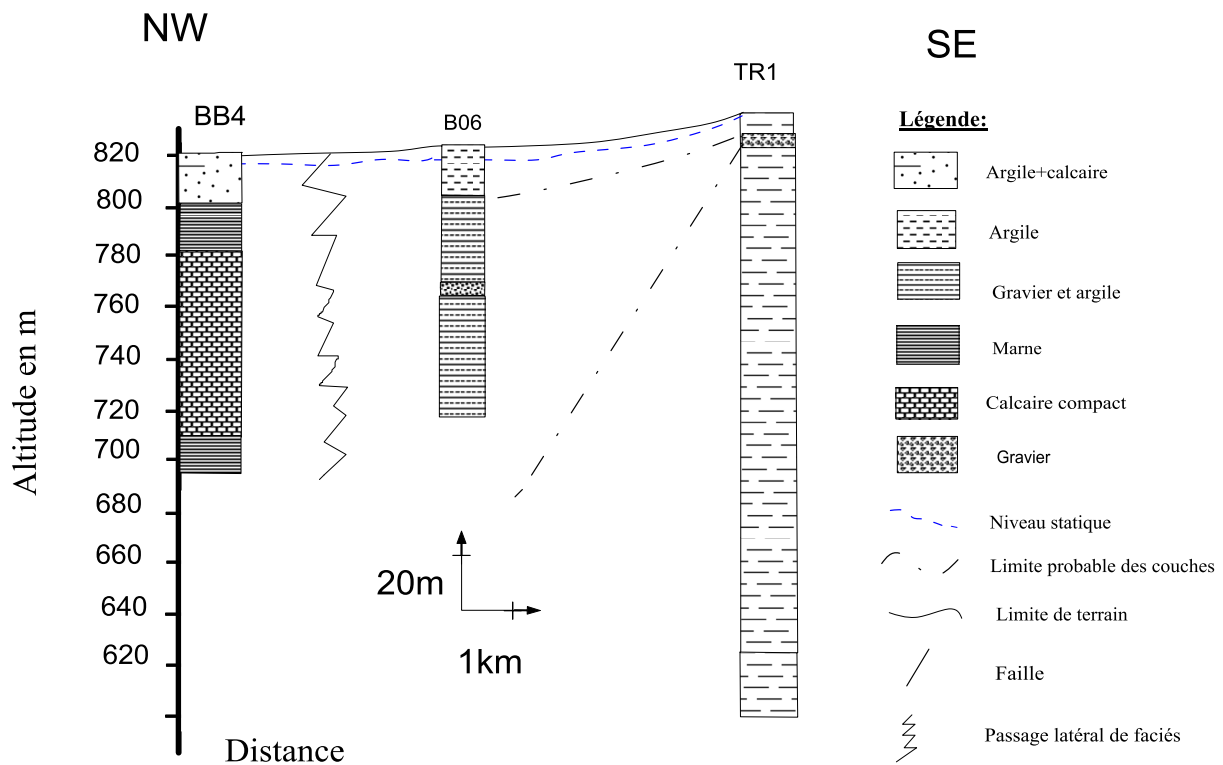 NW
SE
TR1
BB4
B06
Légende:
820
800
780
760
740
720
700
680
660
640
620
Altitude en m
20m
1km
Distance
Argile+calcaire
Argile
Gravier et argile
Marne
Calcaire compact
Gravier
Niveau statique
Limite probable des couches
Limite de terrain
Faille
Passage latéral de faciés